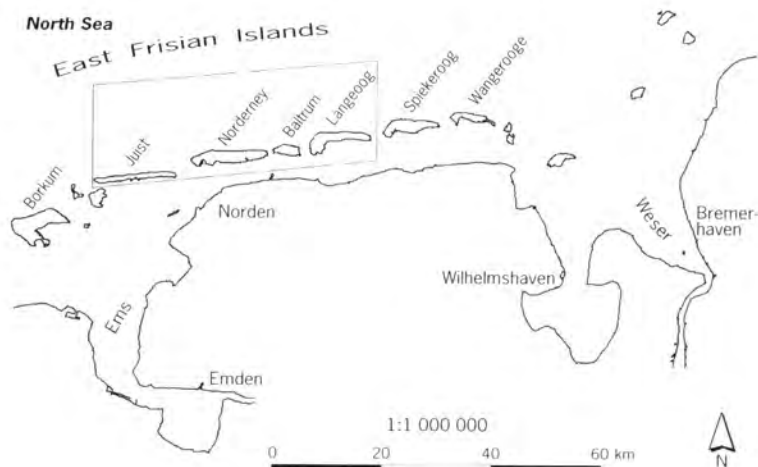 North Sea
East Frisian Islands
Borkum
Juist
Norderney
Baltrum
Langeoog
Spiekeroog
Wangerooge
Norden
Weser
Bremer-
haven
Wilhelmshaven
Ems
Emden
1:1 000 000
0 20 40 60 km
N